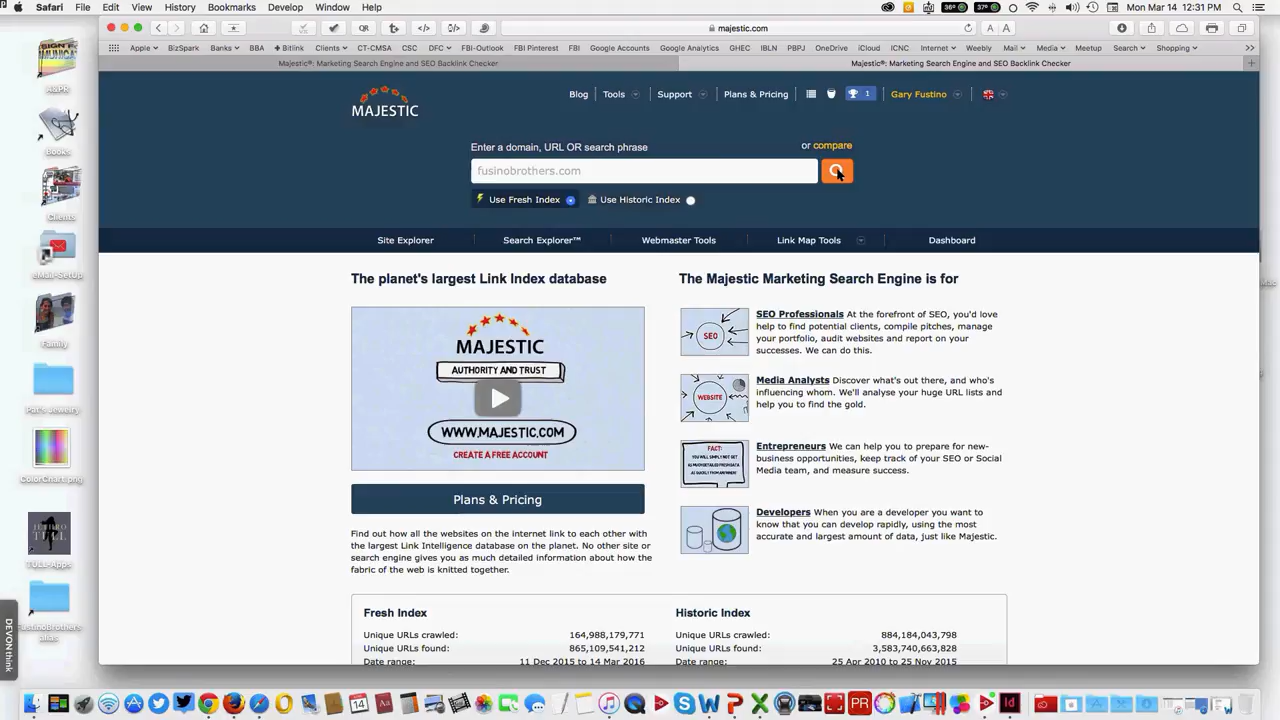 Safari File Edit View History Bookmarks Develop Window Help
36° 37° Mon Mar 14 12:31 PM
majestic.com
Apple BizSpark Banks BBA Bitink Clients CT-CMSA CSC DFC FBI-Outlook FBI Pinterest FBI Google Accounts Google Analytics GHEC IBLN PBPJ OneDrive iCloud ICNC Internet Weebly Mail Media Meetup Search Shopping
Majestic®: Marketing Search Engine and SEO Backlink Checker
Majestic®: Marketing Search Engine and SEO Backlink Checker
MAJESTIC
Blog Tools Support Plans & Pricing 1 Gary Fustino
Enter a domain, URL OR search phrase or compare
fusinobrothers.com
Use Fresh Index Use Historic Index
Site Explorer Search Explorer™ Webmaster Tools Link Map Tools Dashboard
The planet's largest Link Index database
MAJESTIC
AUTHORITY AND TRUST
WWW.MAJESTIC.COM
CREATE A FREE ACCOUNT
Plans & Pricing
Find out how all the websites on the internet link to each other with
the largest Link Intelligence database on the planet. No other site or
search engine gives you as much detailed information about how the
fabric of the web is knitted together.
The Majestic Marketing Search Engine is for
SEO
SEO Professionals At the forefront of SEO, you'd love
help to find potential clients, compile pitches, manage
your portfolio, audit websites and report on your
successes. We can do this.
WEBSITE
Media Analysts Discover what's out there, and who's
influencing whom. We'll analyse your huge URL lists and
help you to find the gold.
FACT:
Entrepreneurs We can help you to prepare for new-
business opportunities, keep track of your SEO or Social
Media team, and measure success.
Developers When you are a developer you want to
know that you can develop rapidly, using the most
accurate and largest amount of data, just like Majestic.
Fresh Index
Unique URLs crawled: 164,988,179,771
Unique URLs found: 865,109,541,212
Date range: 11 Dec 2015 to 14 Mar 2016
Historic Index
Unique URLs crawled: 884,184,043,798
Unique URLs found: 3,583,740,663,828
Date range: 25 Apr 2010 to 25 Nov 2015
A&PR
Books
Clients
eMail-SetUp
Family
Pat's Jewelry
ColorChart.png
JETHRO
TULL
TULL-Apps
FustinoBrothers
alias
DEVONthink
14
PR
Id